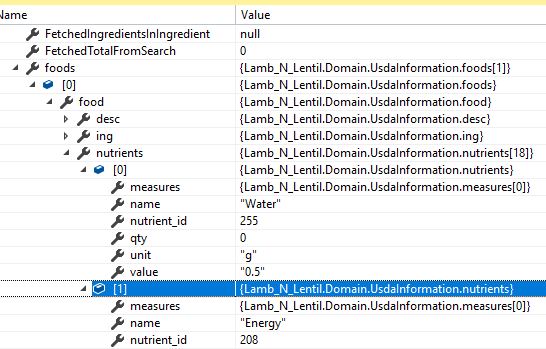 Name Value
FetchedIngredientsInIngredient null
FetchedTotalFromSearch 0
foods {Lamb_N_Lentil.Domain.UsdaInformation.foods[1]}
[0] {Lamb_N_Lentil.Domain.UsdaInformation.foods}
food {Lamb_N_Lentil.Domain.UsdaInformation.food}
desc {Lamb_N_Lentil.Domain.UsdaInformation.desc}
ing {Lamb_N_Lentil.Domain.UsdaInformation.ing}
nutrients {Lamb_N_Lentil.Domain.UsdaInformation.nutrients[18]}
[0] {Lamb_N_Lentil.Domain.UsdaInformation.nutrients}
measures {Lamb_N_Lentil.Domain.UsdaInformation.measures[0]}
name "Water"
nutrient_id 255
qty 0
unit "g"
value "0.5"
[1] {Lamb_N_Lentil.Domain.UsdaInformation.nutrients}
measures {Lamb_N_Lentil.Domain.UsdaInformation.measures[0]}
name "Energy"
nutrient_id 208